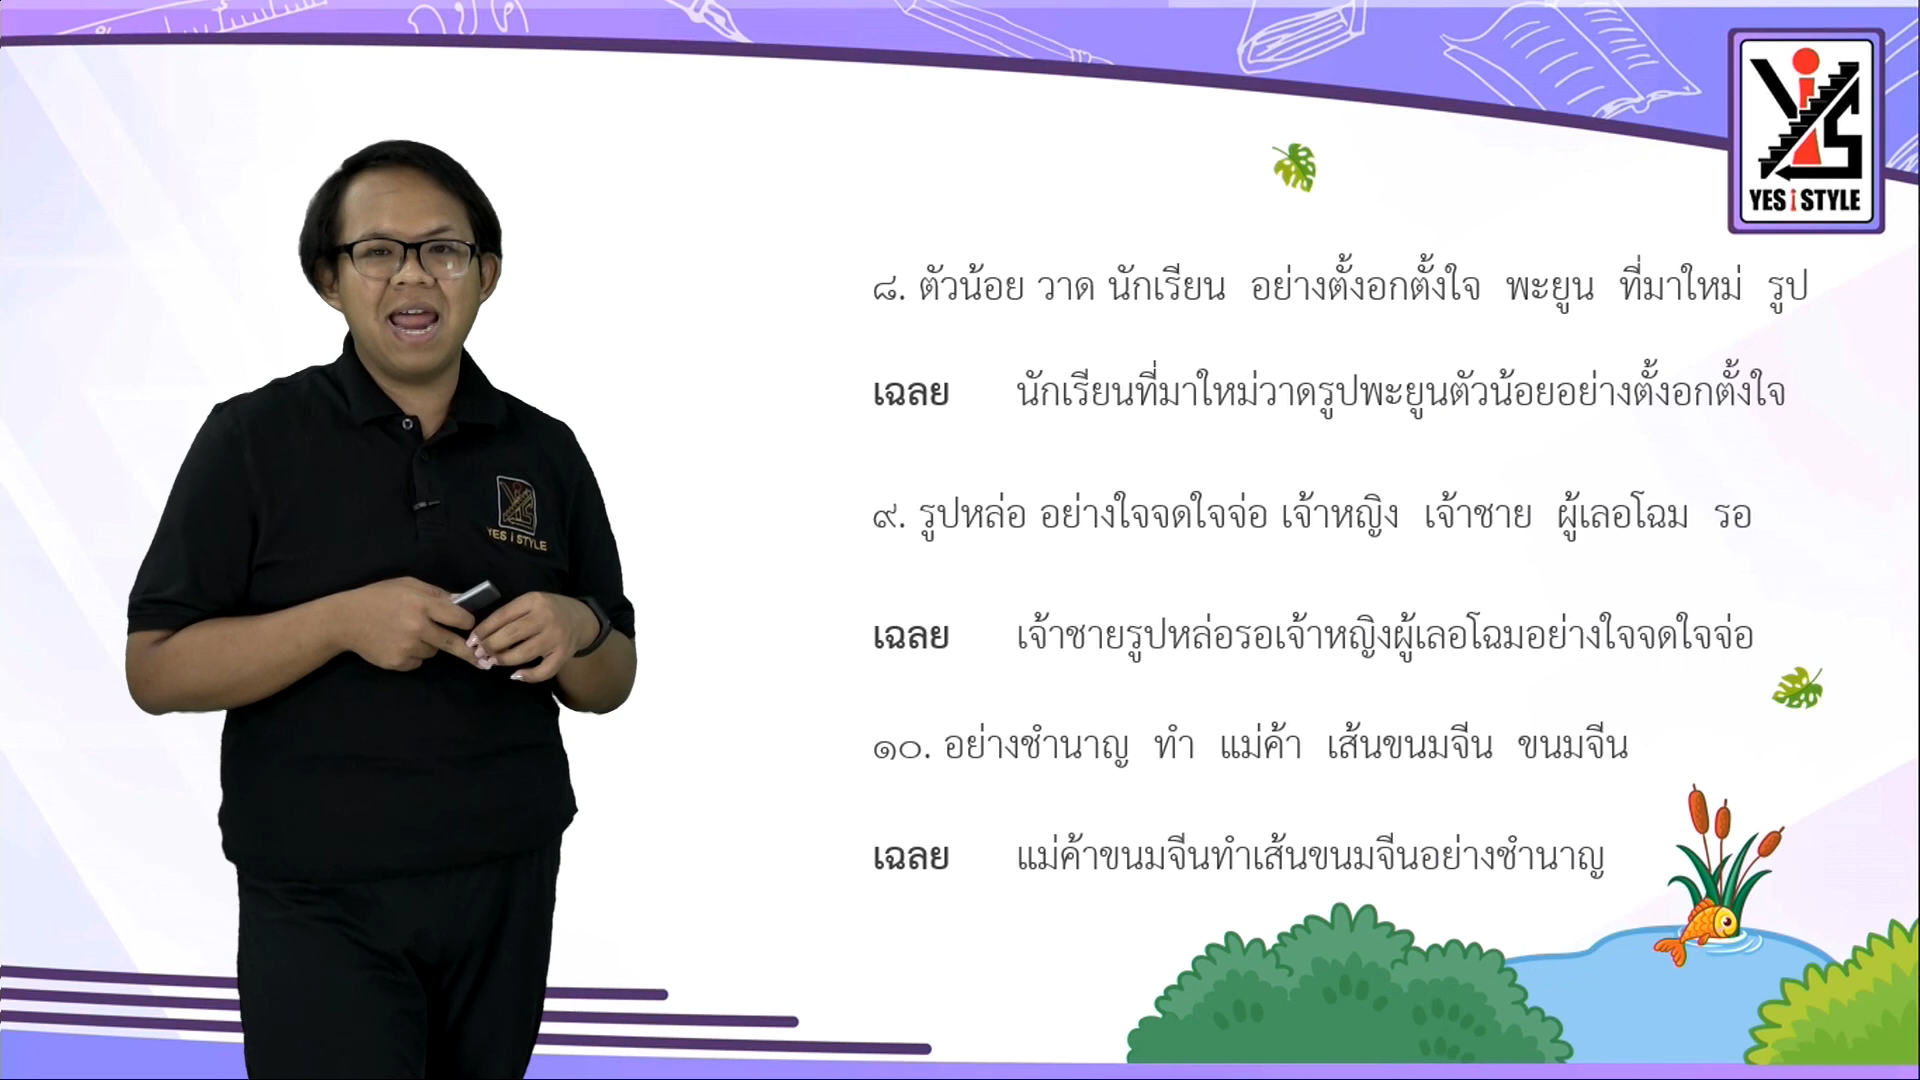 กขค
YES i STYLE
๘. ตัวน้อย วาด นักเรียน อย่างตั้งอกตั้งใจ พะยูน ที่มาใหม่ รูป
เฉลย นักเรียนที่มาใหม่วาดรูปพะยูนตัวน้อยอย่างตั้งอกตั้งใจ
๙. รูปหล่อ อย่างใจจดใจจ่อ เจ้าหญิง เจ้าชาย ผู้เลอโฉม รอ
เฉลย เจ้าชายรูปหล่อรอเจ้าหญิงผู้เลอโฉมอย่างใจจดใจจ่อ
๑๐. อย่างชำนาญ ทำ แม่ค้า เส้นขนมจีน ขนมจีน
เฉลย แม่ค้าขนมจีนทำเส้นขนมจีนอย่างชำนาญ
YES i STYLE